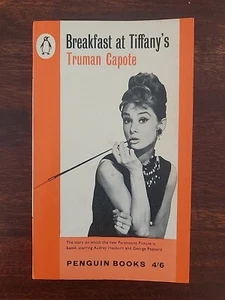 Breakfast at Tiffany's
Truman Capote
The story on which the new Paramount Picture is
based, starring Audrey Hepburn and George Peppard
PENGUIN BOOKS 4/6